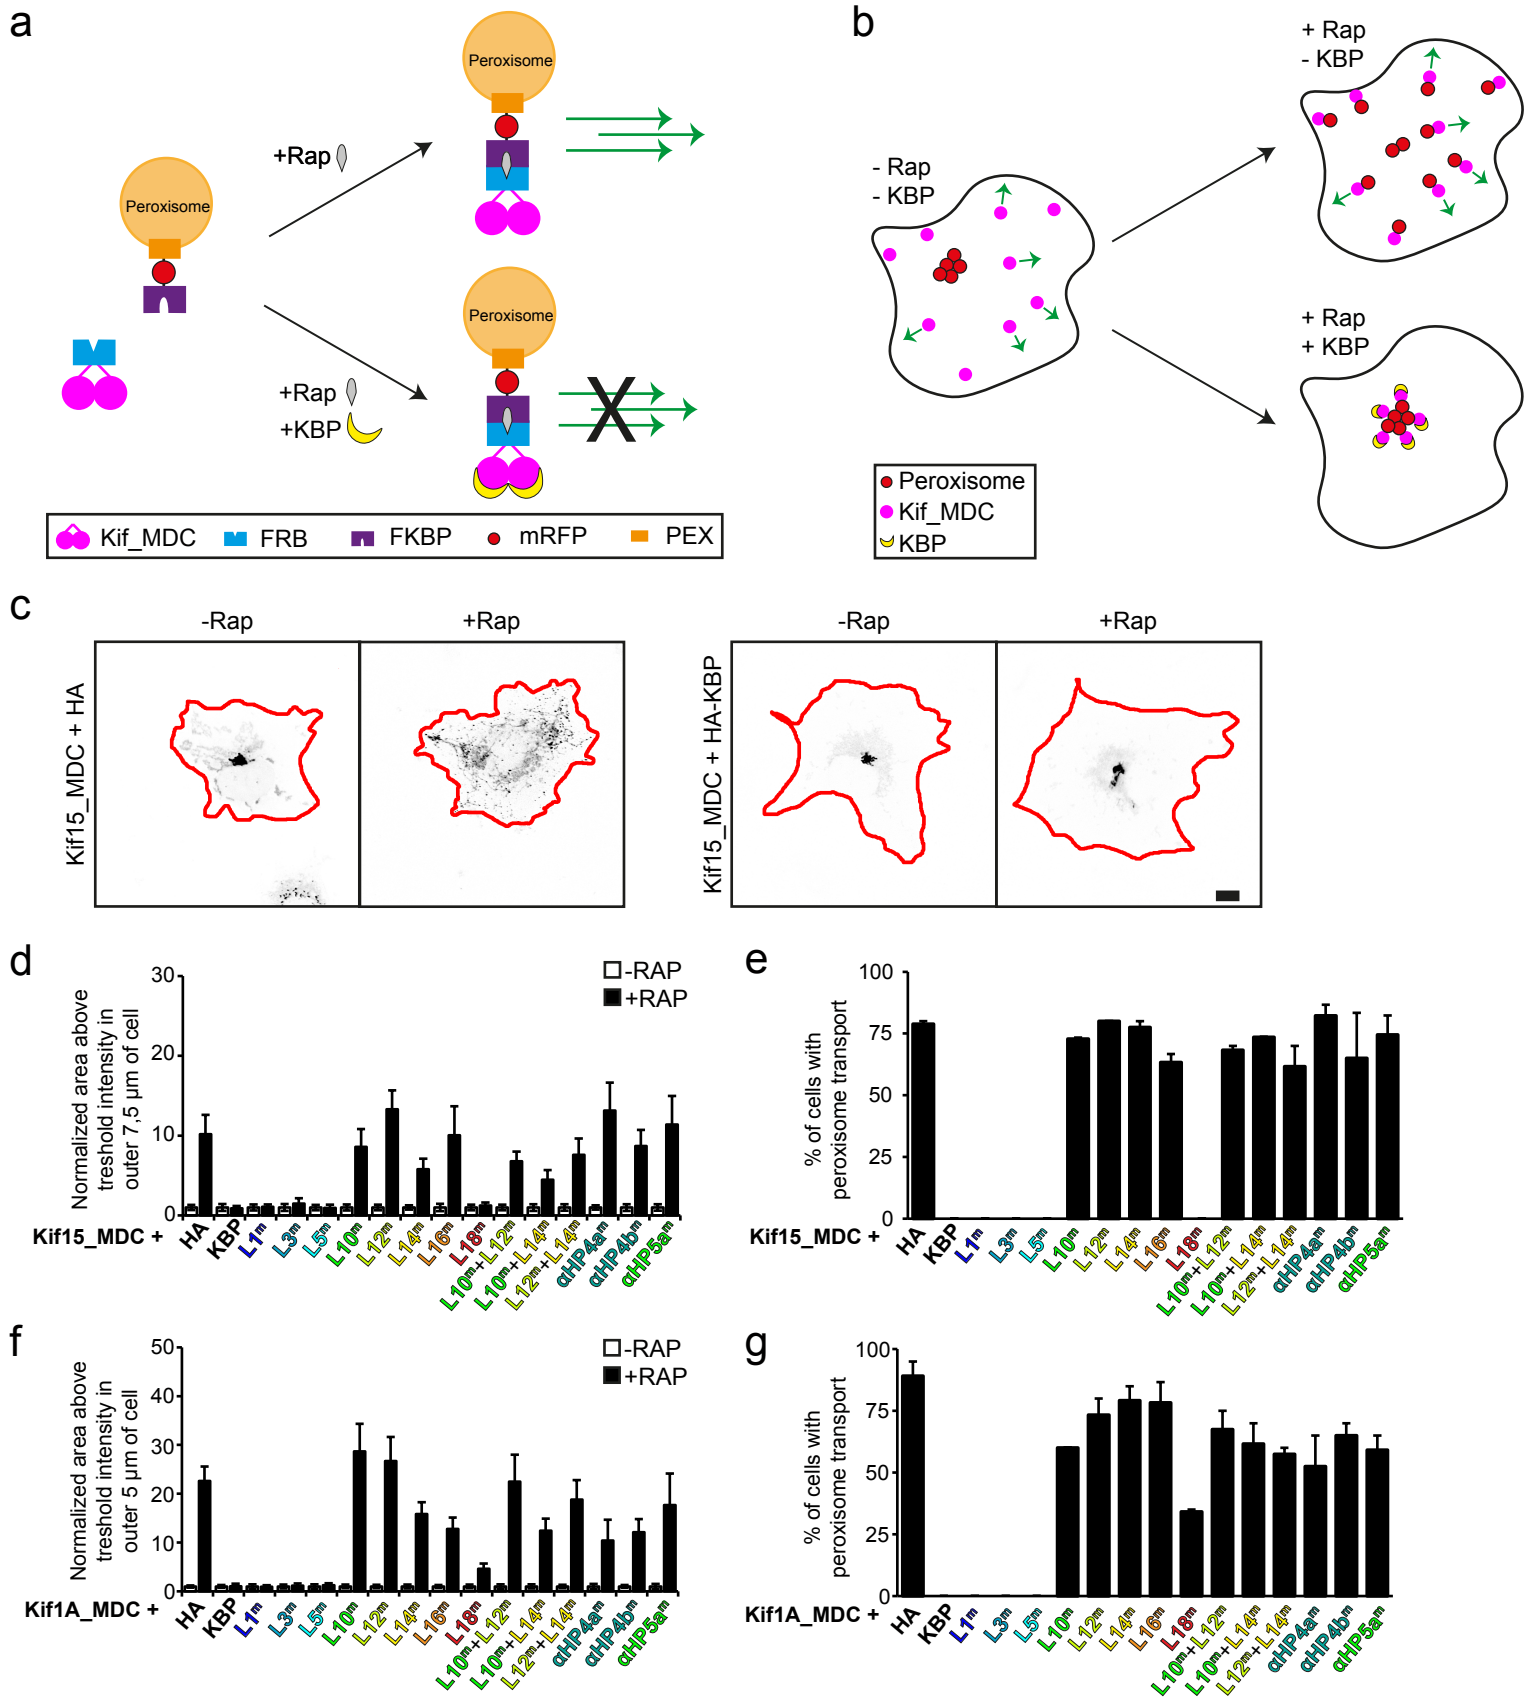 a
Peroxisome
+Rap
Peroxisome
+Rap
+KBP
Peroxisome
Kif_MDC
FRB
FKBP
mRFP
PEX
b
- Rap
- KBP
+ Rap
- KBP
+ Rap
+ KBP
Peroxisome
Kif_MDC
KBP
c
-Rap
+Rap
Kif15_MDC + HA
-Rap
+Rap
Kif15_MDC + HA-KBP
d
Normalized area above
treshold intensity in
outer 7,5 µm of cell
30
20
10
0
-RAP
+RAP
Kif15_MDC +
HA
KBP
L1ᵐ
L3ᵐ
L5ᵐ
L10ᵐ
L12ᵐ
L14ᵐ
L16ᵐ
L18ᵐ
L10ᵐ+L12ᵐ
L10ᵐ+L14ᵐ
L12ᵐ+L14ᵐ
αHP4aᵐ
αHP4bᵐ
αHP5aᵐ
e
% of cells with
peroxisome transport
100
75
50
25
0
Kif15_MDC +
HA
KBP
L1ᵐ
L3ᵐ
L5ᵐ
L10ᵐ
L12ᵐ
L14ᵐ
L16ᵐ
L18ᵐ
L10ᵐ+L12ᵐ
L10ᵐ+L14ᵐ
L12ᵐ+L14ᵐ
αHP4aᵐ
αHP4bᵐ
αHP5aᵐ
f
Normalized area above
treshold intensity in
outer 5 µm of cell
50
40
30
20
10
0
-RAP
+RAP
Kif1A_MDC +
HA
KBP
L1ᵐ
L3ᵐ
L5ᵐ
L10ᵐ
L12ᵐ
L14ᵐ
L16ᵐ
L18ᵐ
L10ᵐ+L12ᵐ
L10ᵐ+L14ᵐ
L12ᵐ+L14ᵐ
αHP4aᵐ
αHP4bᵐ
αHP5aᵐ
g
% of cells with
peroxisome transport
100
75
50
25
0
Kif1A_MDC +
HA
KBP
L1ᵐ
L3ᵐ
L5ᵐ
L10ᵐ
L12ᵐ
L14ᵐ
L16ᵐ
L18ᵐ
L10ᵐ+L12ᵐ
L10ᵐ+L14ᵐ
L12ᵐ+L14ᵐ
αHP4aᵐ
αHP4bᵐ
αHP5aᵐ